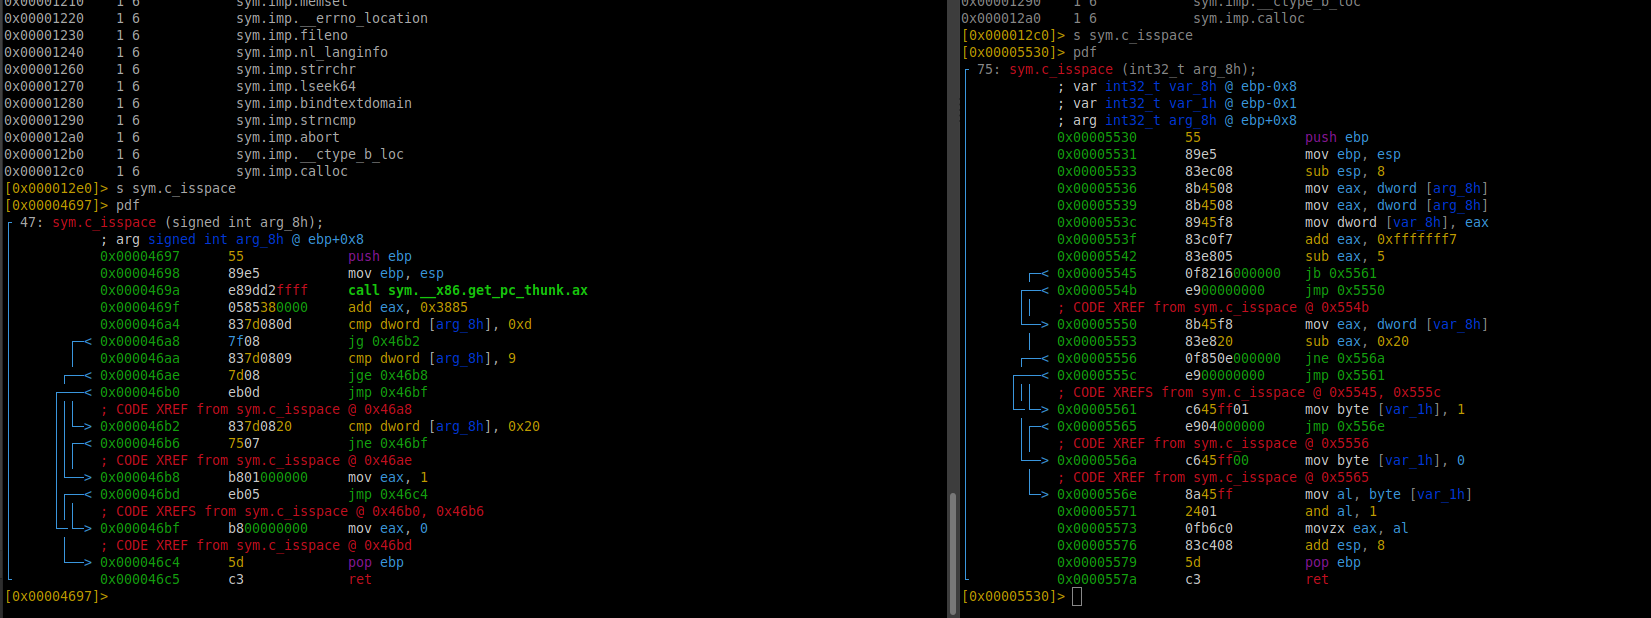 0x00001210 1 6 sym.imp.memset
0x00001220 1 6 sym.imp.__errno_location
0x00001230 1 6 sym.imp.fileno
0x00001240 1 6 sym.imp.nl_langinfo
0x00001260 1 6 sym.imp.strrchr
0x00001270 1 6 sym.imp.lseek64
0x00001280 1 6 sym.imp.bindtextdomain
0x00001290 1 6 sym.imp.strncmp
0x000012a0 1 6 sym.imp.abort
0x000012b0 1 6 sym.imp.__ctype_b_loc
0x000012c0 1 6 sym.imp.calloc
[0x000012e0]> s sym.c_isspace
[0x00004697]> pdf
47: sym.c_isspace (signed int arg_8h);
; arg signed int arg_8h @ ebp+0x8
0x00004697 55 push ebp
0x00004698 89e5 mov ebp, esp
0x0000469a e89dd2ffff call sym.__x86.get_pc_thunk.ax
0x0000469f 0585380000 add eax, 0x3885
0x000046a4 837d080d cmp dword [arg_8h], 0xd
0x000046a8 7f08 jg 0x46b2
0x000046aa 837d0809 cmp dword [arg_8h], 9
0x000046ae 7d08 jge 0x46b8
0x000046b0 eb0d jmp 0x46bf
; CODE XREF from sym.c_isspace @ 0x46a8
0x000046b2 837d0820 cmp dword [arg_8h], 0x20
0x000046b6 7507 jne 0x46bf
; CODE XREF from sym.c_isspace @ 0x46ae
0x000046b8 b801000000 mov eax, 1
0x000046bd eb05 jmp 0x46c4
; CODE XREFS from sym.c_isspace @ 0x46b0, 0x46b6
0x000046bf b800000000 mov eax, 0
; CODE XREF from sym.c_isspace @ 0x46bd
0x000046c4 5d pop ebp
0x000046c5 c3 ret
[0x00004697]>
0x00001290 1 6 sym.imp.__ctype_b_loc
0x000012a0 1 6 sym.imp.calloc
[0x000012c0]> s sym.c_isspace
[0x00005530]> pdf
75: sym.c_isspace (int32_t arg_8h);
; var int32_t var_8h @ ebp-0x8
; var int32_t var_1h @ ebp-0x1
; arg int32_t arg_8h @ ebp+0x8
0x00005530 55 push ebp
0x00005531 89e5 mov ebp, esp
0x00005533 83ec08 sub esp, 8
0x00005536 8b4508 mov eax, dword [arg_8h]
0x00005539 8b4508 mov eax, dword [arg_8h]
0x0000553c 8945f8 mov dword [var_8h], eax
0x0000553f 83c0f7 add eax, 0xfffffff7
0x00005542 83e805 sub eax, 5
0x00005545 0f8216000000 jb 0x5561
0x0000554b e900000000 jmp 0x5550
; CODE XREF from sym.c_isspace @ 0x554b
0x00005550 8b45f8 mov eax, dword [var_8h]
0x00005553 83e820 sub eax, 0x20
0x00005556 0f850e000000 jne 0x556a
0x0000555c e900000000 jmp 0x5561
; CODE XREFS from sym.c_isspace @ 0x5545, 0x555c
0x00005561 c645ff01 mov byte [var_1h], 1
0x00005565 e904000000 jmp 0x556e
; CODE XREF from sym.c_isspace @ 0x5556
0x0000556a c645ff00 mov byte [var_1h], 0
; CODE XREF from sym.c_isspace @ 0x5565
0x0000556e 8a45ff mov al, byte [var_1h]
0x00005571 2401 and al, 1
0x00005573 0fb6c0 movzx eax, al
0x00005576 83c408 add esp, 8
0x00005579 5d pop ebp
0x0000557a c3 ret
[0x00005530]>